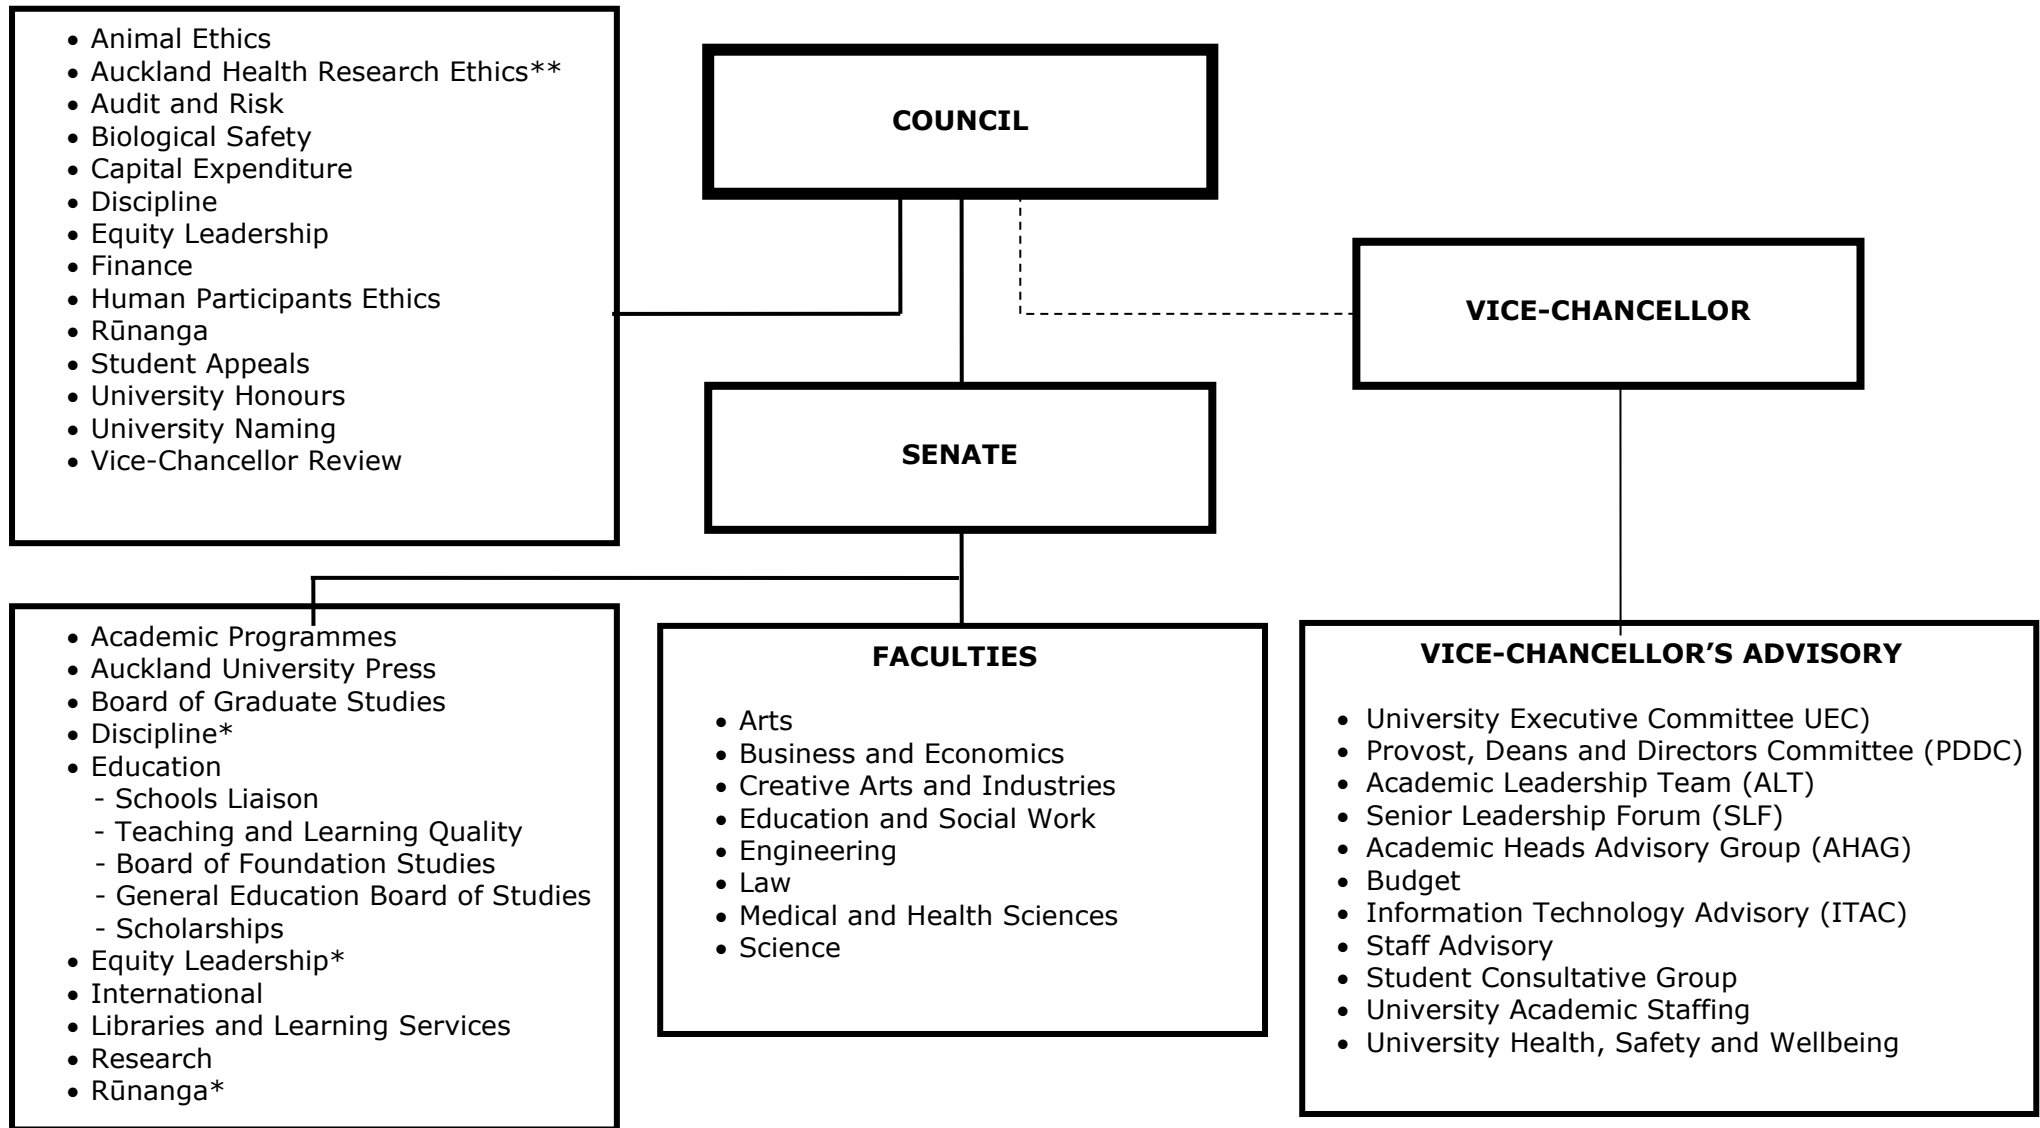 • Animal Ethics
• Auckland Health Research Ethics**
• Audit and Risk
• Biological Safety
• Capital Expenditure
• Discipline
• Equity Leadership
• Finance
• Human Participants Ethics
• Rūnanga
• Student Appeals
• University Honours
• University Naming
• Vice-Chancellor Review
COUNCIL
VICE-CHANCELLOR
SENATE
• Academic Programmes
• Auckland University Press
• Board of Graduate Studies
• Discipline*
• Education
- Schools Liaison
- Teaching and Learning Quality
- Board of Foundation Studies
- General Education Board of Studies
- Scholarships
• Equity Leadership*
• International
• Libraries and Learning Services
• Research
• Rūnanga*
FACULTIES
• Arts
• Business and Economics
• Creative Arts and Industries
• Education and Social Work
• Engineering
• Law
• Medical and Health Sciences
• Science
VICE-CHANCELLOR’S ADVISORY
• University Executive Committee UEC)
• Provost, Deans and Directors Committee (PDDC)
• Academic Leadership Team (ALT)
• Senior Leadership Forum (SLF)
• Academic Heads Advisory Group (AHAG)
• Budget
• Information Technology Advisory (ITAC)
• Staff Advisory
• Student Consultative Group
• University Academic Staffing
• University Health, Safety and Wellbeing